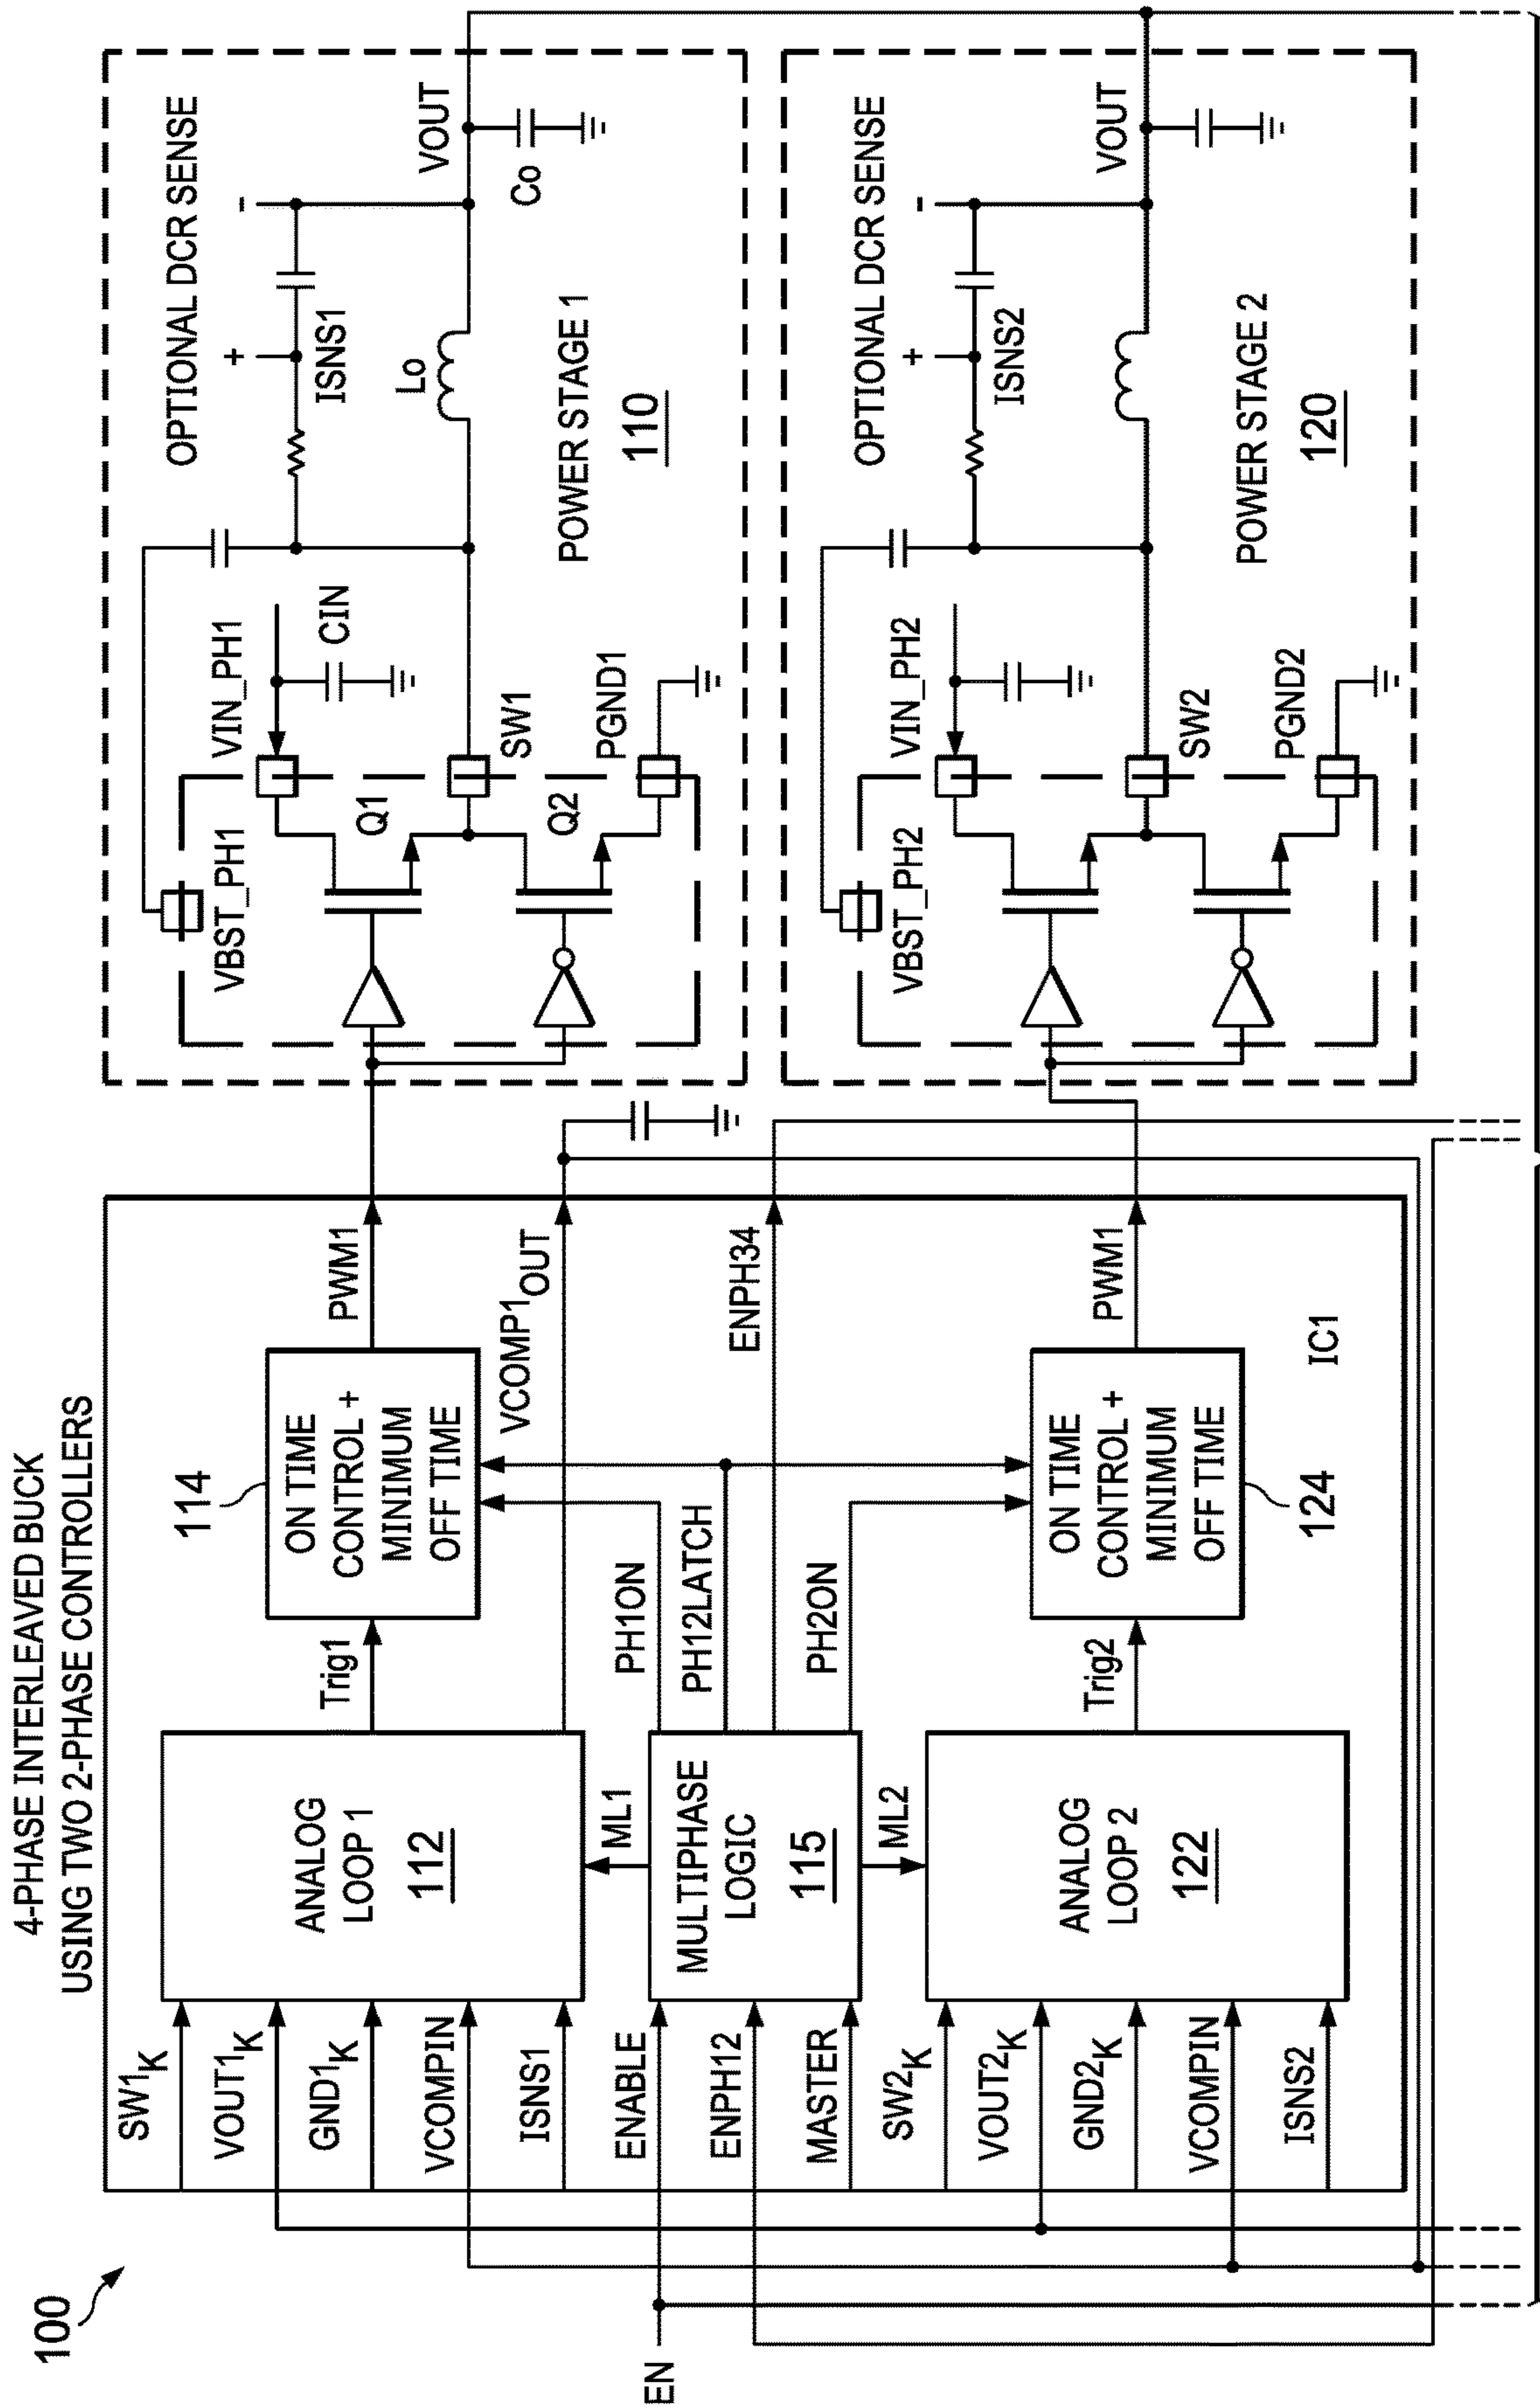 4-PHASE INTERLEAVED BUCK
USING TWO 2-PHASE CONTROLLERS
100
EN
SW1K
VOUT1K
GND1K
VCOMPIN
ISNS1
ENABLE
ENPH12
MASTER
SW2K
VOUT2K
GND2K
VCOMPIN
ISNS2
ANALOG
LOOP 1
112
ML1
MULTIPHASE
LOGIC
115
ML2
ANALOG
LOOP 2
122
Trig1
PH1ON
PH12LATCH
PH2ON
Trig2
114
ON TIME
CONTROL +
MINIMUM
OFF TIME
ON TIME
CONTROL +
MINIMUM
OFF TIME
124
PWM1
VCOMP1OUT
ENPH34
PWM1
IC1
VBST_PH1
VIN_PH1
Q1
CIN
SW1
Q2
PGND1
OPTIONAL DCR SENSE
+
-
ISNS1
Lo
VOUT
Co
POWER STAGE 1
110
VBST_PH2
VIN_PH2
SW2
PGND2
OPTIONAL DCR SENSE
+
-
ISNS2
VOUT
POWER STAGE 2
120